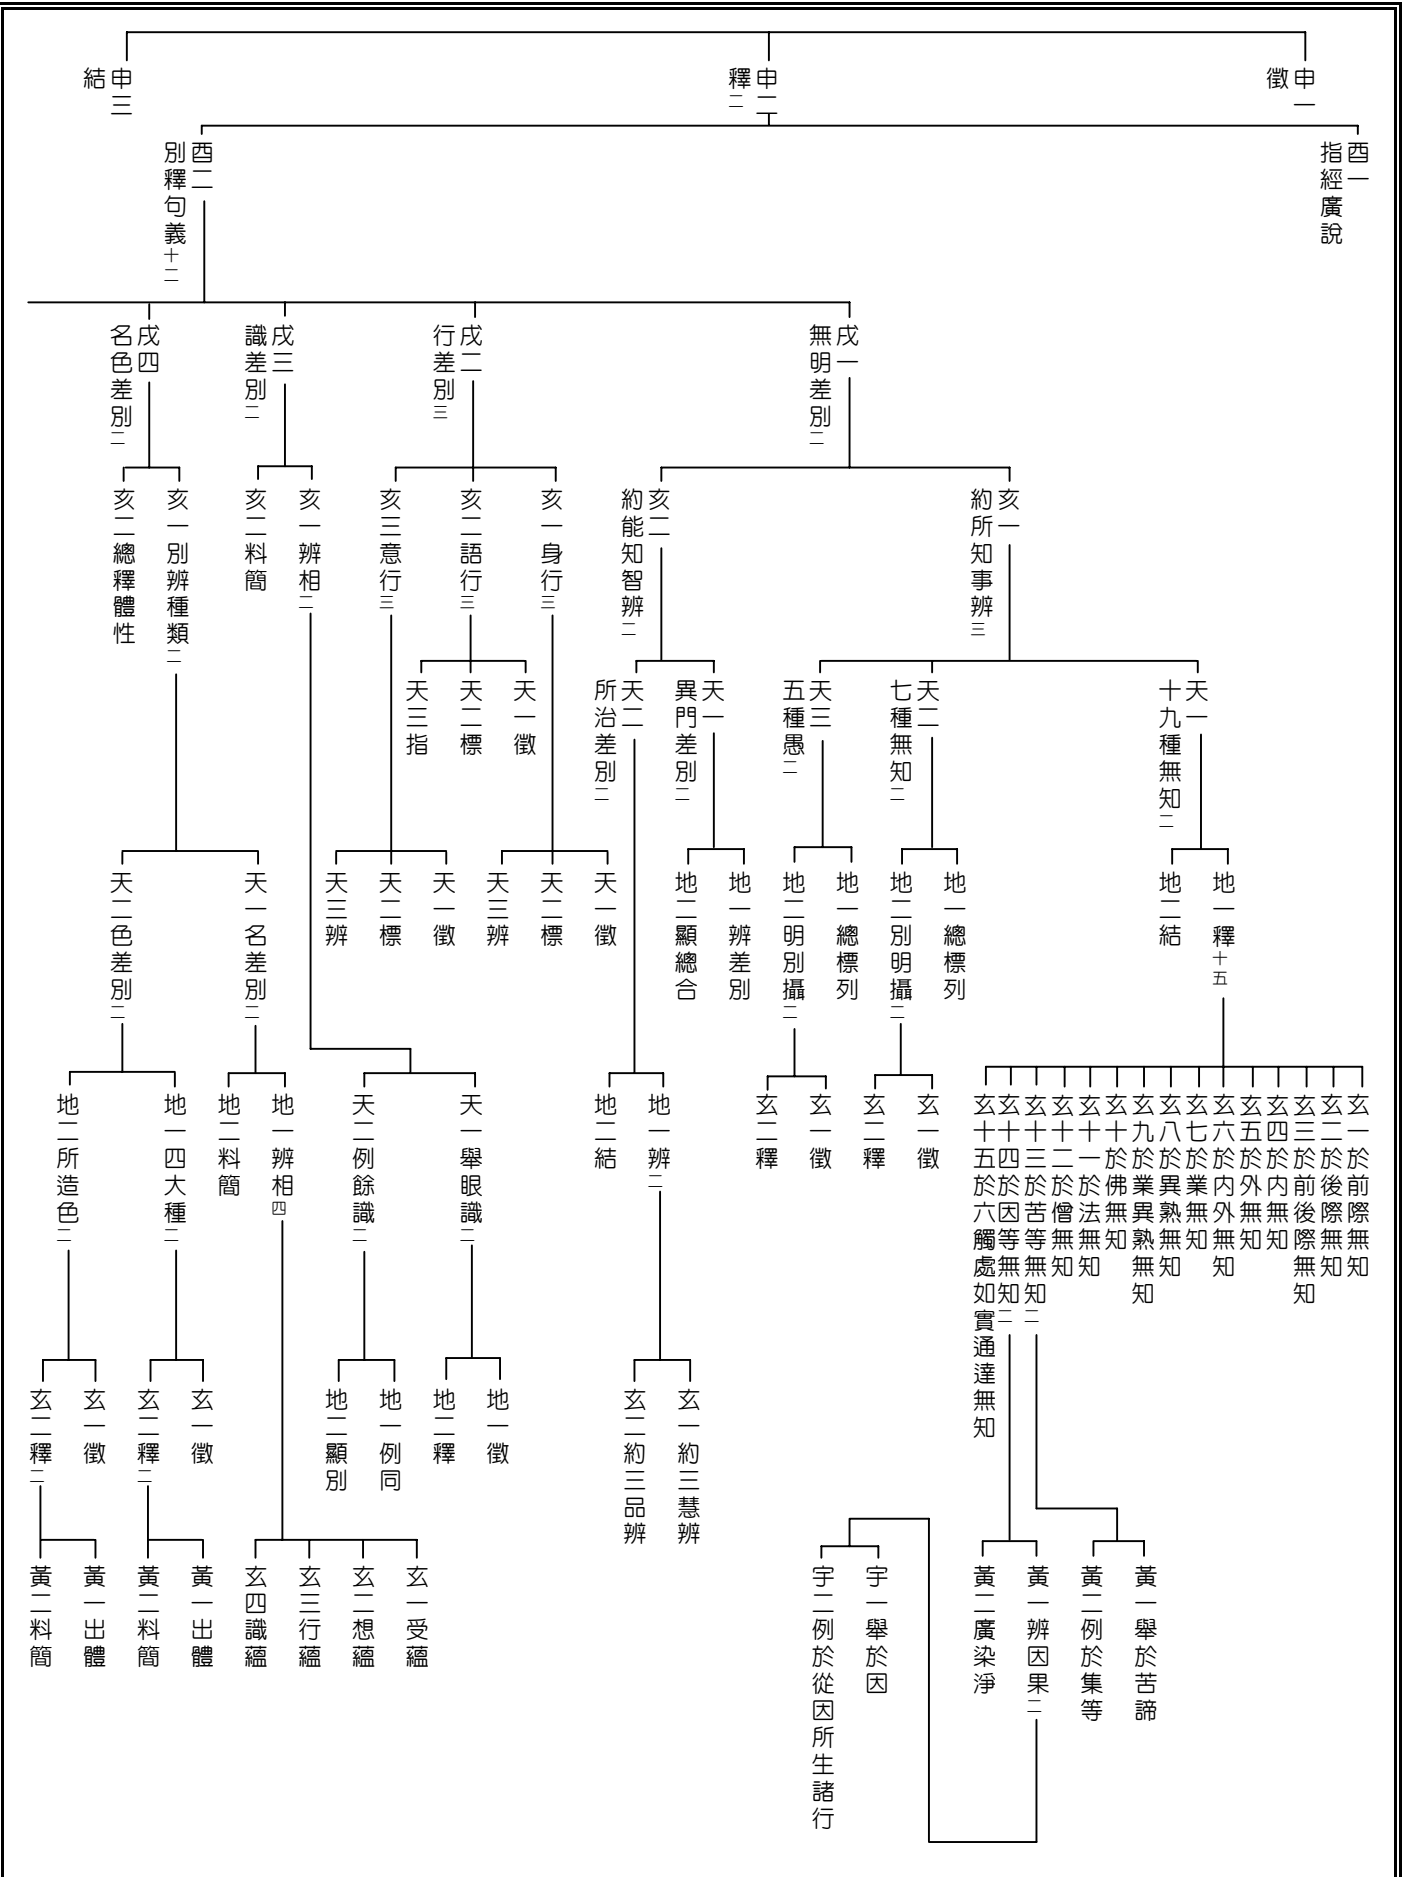 申一
徵
申二
釋二
申三
結
酉一
指經廣說
酉二
別釋句義十二
戌一
無明差別二
戌二
行差別三
戌三
識差別二
戌四
名色差別二
亥一
約所知事辨三
亥二
約能知智辨二
亥一身行三
亥二語行三
亥三意行三
亥一辨相二
亥二料簡
亥一別辨種類二
亥二總釋體性
天一
十九種無知二
天二
七種無知二
天三
五種愚二
天一
異門差別二
天二
所治差別二
天一徵
天二標
天三指
地一釋十五
地二結
地一總標列
地二別明攝二
地一總標列
地二明別攝二
地一辨差別
地二顯總合
天一徵
天二標
天三辨
天一徵
天二標
天三辨
天一名差別二
天二色差別二
玄一於前際無知
玄二於後際無知
玄三於前後際無知
玄四於內無知
玄五於外無知
玄六於內外無知
玄七於業無知
玄八於異熟無知
玄九於業異熟無知
玄十於佛無知
玄十一於法無知
玄十二於僧無知
玄十三於苦等無知二
玄十四於因等無知二
玄十五於六觸處如實通達無知
玄一徵
玄二釋
玄一徵
玄二釋
地一辨二
地二結
天一舉眼識二
天二例餘識二
地一辨相四
地二料簡
地一四大種二
地二所造色二
玄一約三慧辨
玄二約三品辨
地一徵
地二釋
地一例同
地二顯別
玄一徵
玄二釋二
玄一徵
玄二釋二
黃一舉於苦諦
黃二例於集等
黃一辨因果二
黃二廣染淨
宇一舉於因
宇二例於從因所生諸行
玄一受蘊
玄二想蘊
玄三行蘊
玄四識蘊
黃一出體
黃二料簡
黃一出體
黃二料簡